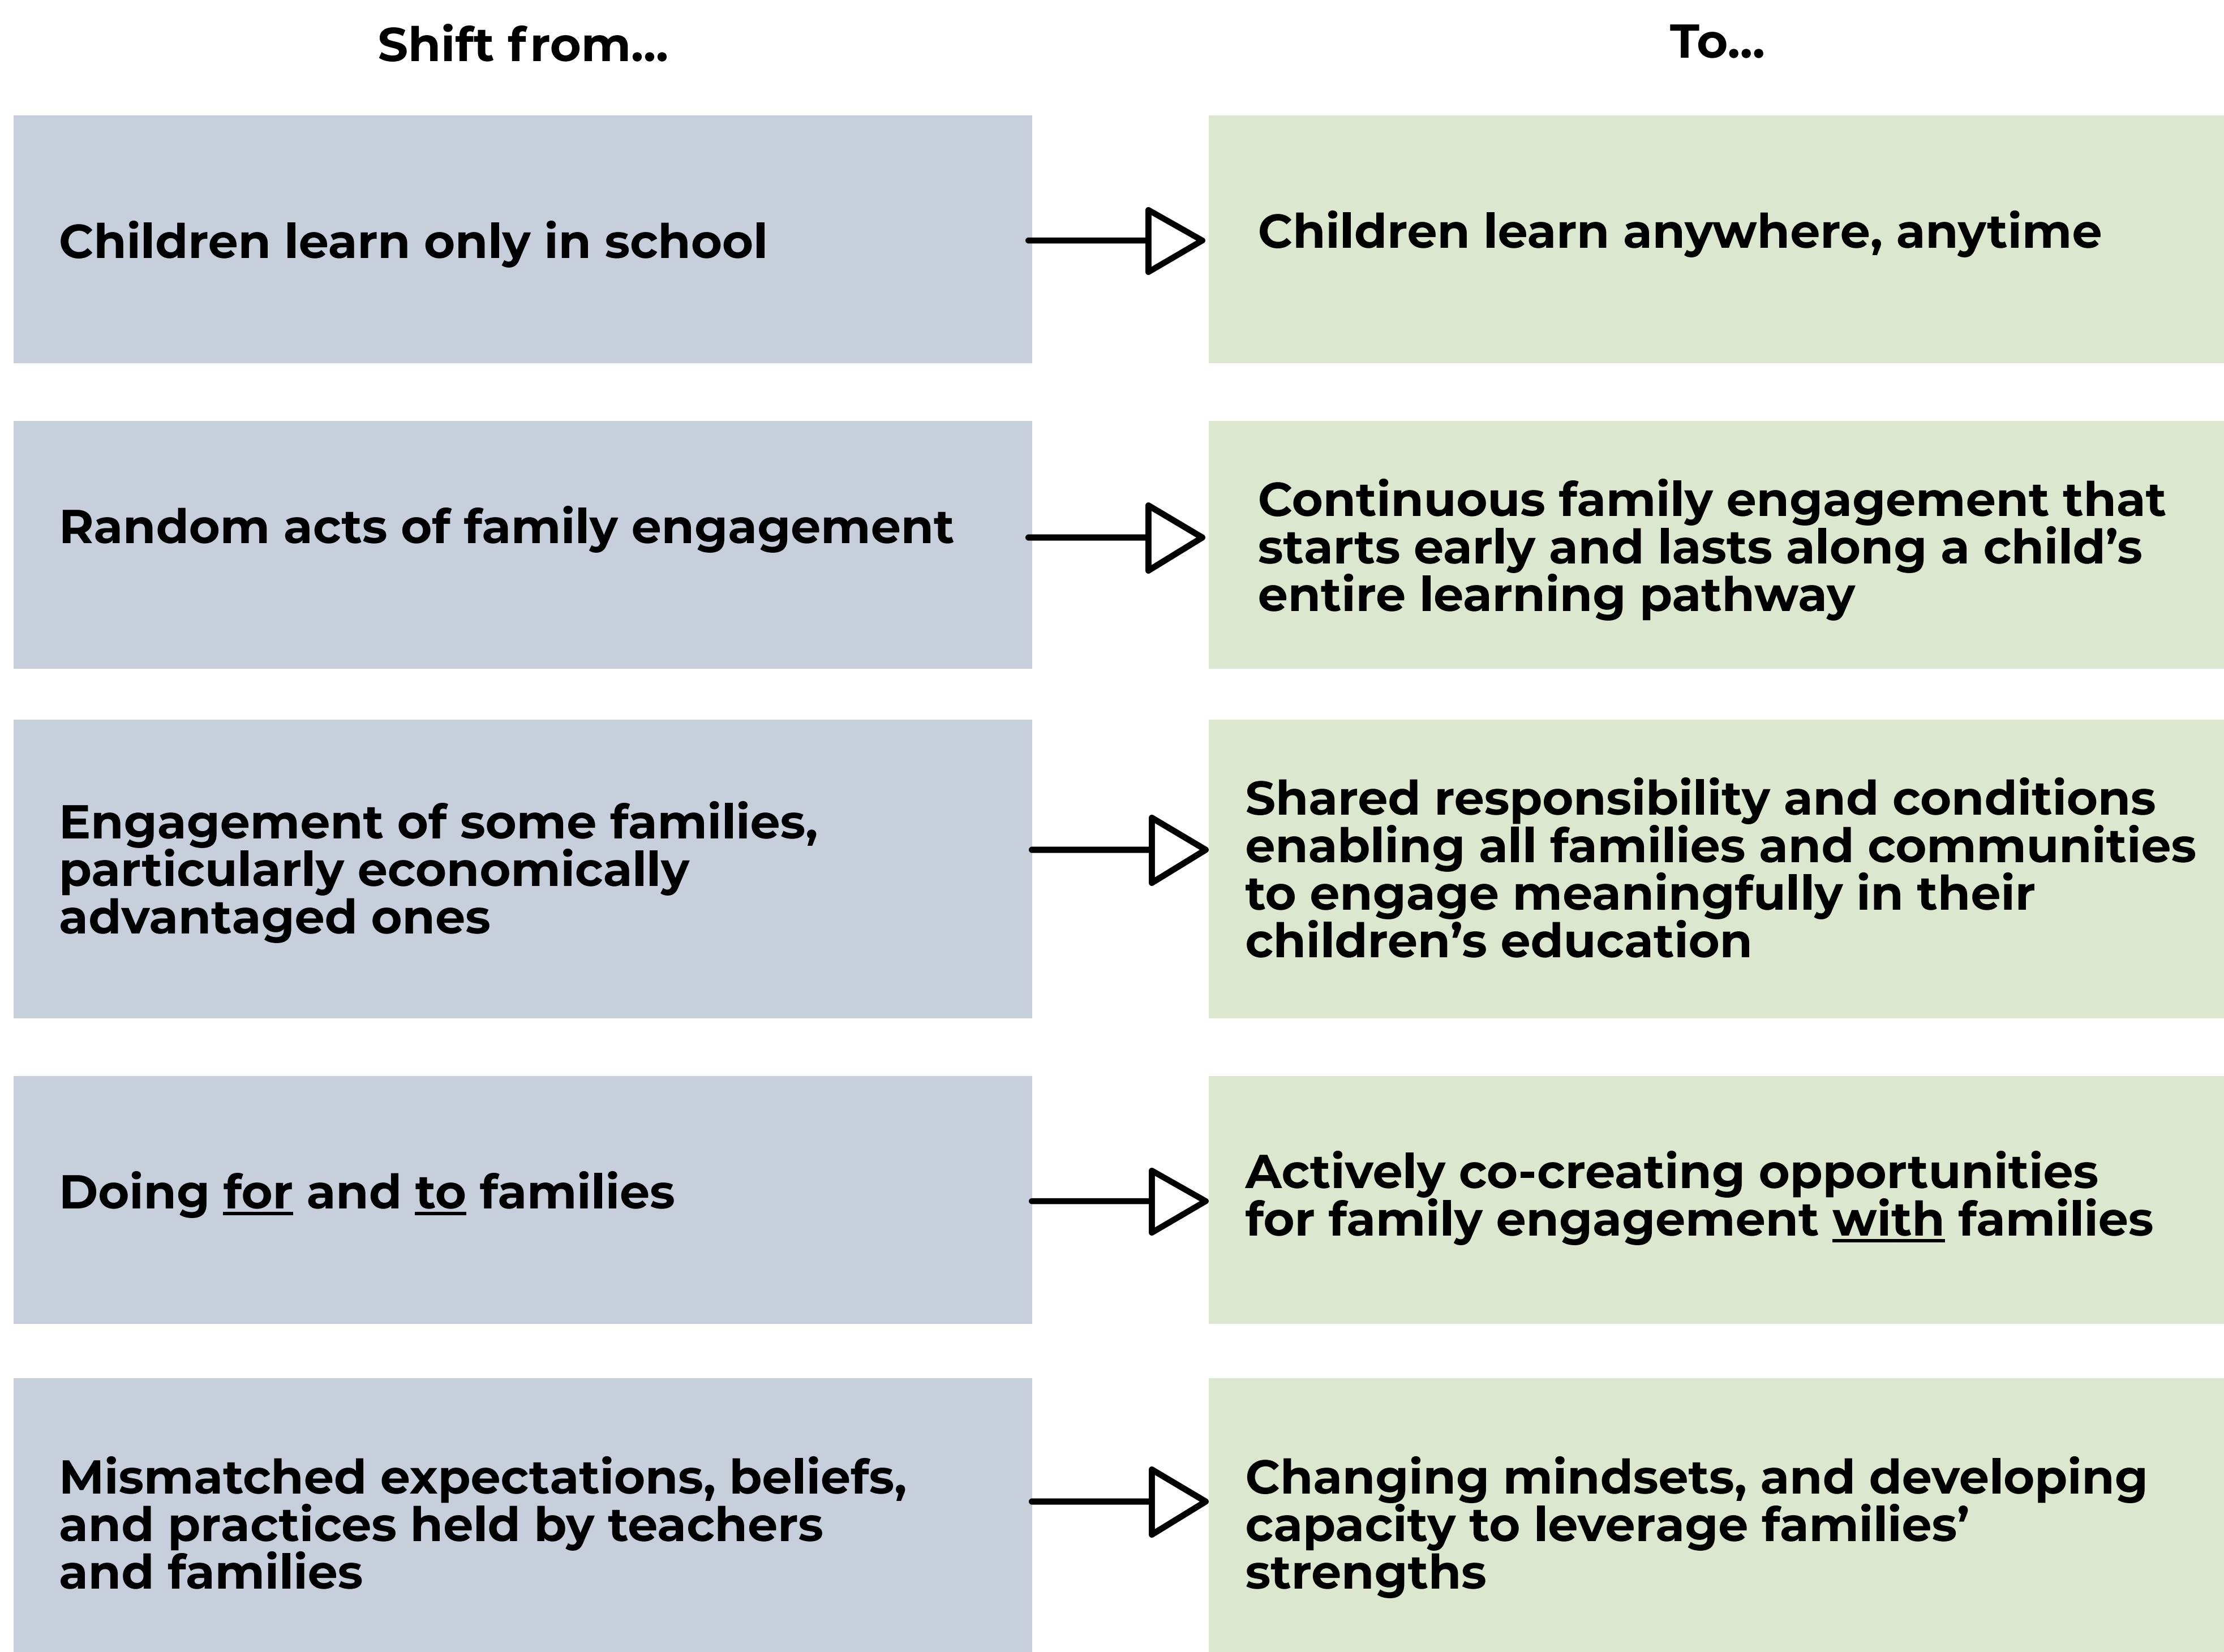 Shift from...
To...
Children learn only in school
Children learn anywhere, anytime
Random acts of family engagement
Continuous family engagement that
starts early and lasts along a child’s
entire learning pathway
Engagement of some families,
particularly economically
advantaged ones
Shared responsibility and conditions
enabling all families and communities
to engage meaningfully in their
children’s education
Doing for and to families
Actively co-creating opportunities
for family engagement with families
Mismatched expectations, beliefs,
and practices held by teachers
and families
Changing mindsets, and developing
capacity to leverage families’
strengths